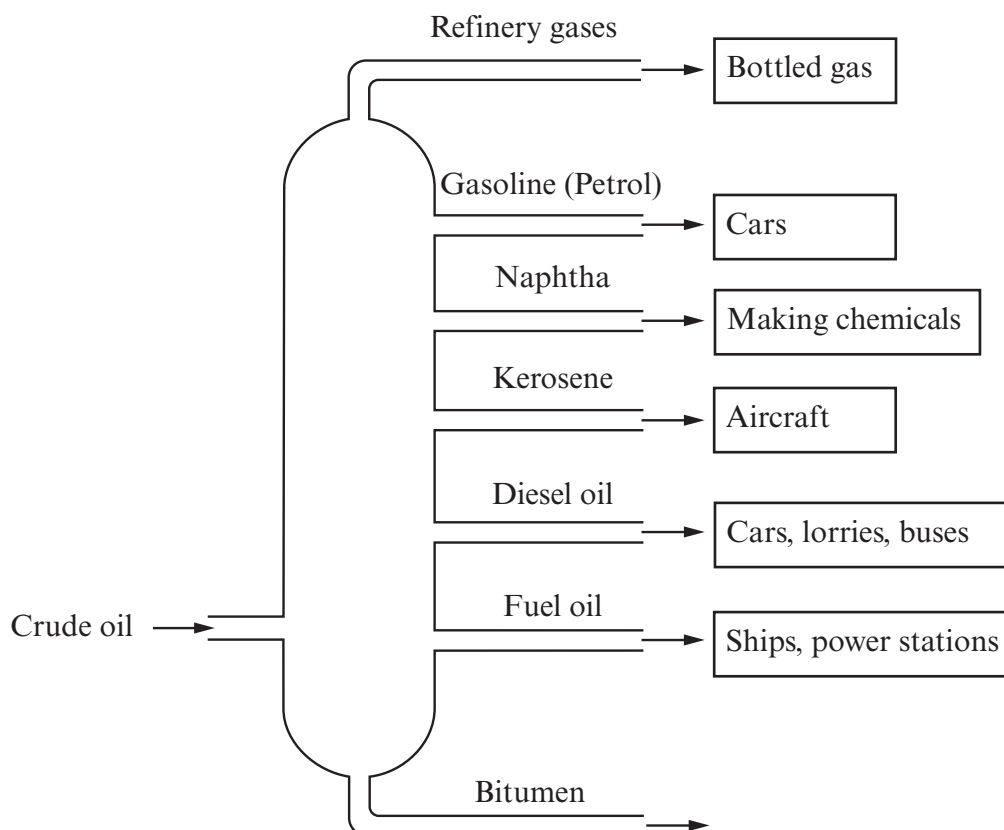 Refinery gases
Bottled gas
Gasoline (Petrol)
Cars
Naphtha
Making chemicals
Kerosene
Aircraft
Diesel oil
Cars, lorries, buses
Crude oil
Fuel oil
Ships, power stations
Bitumen